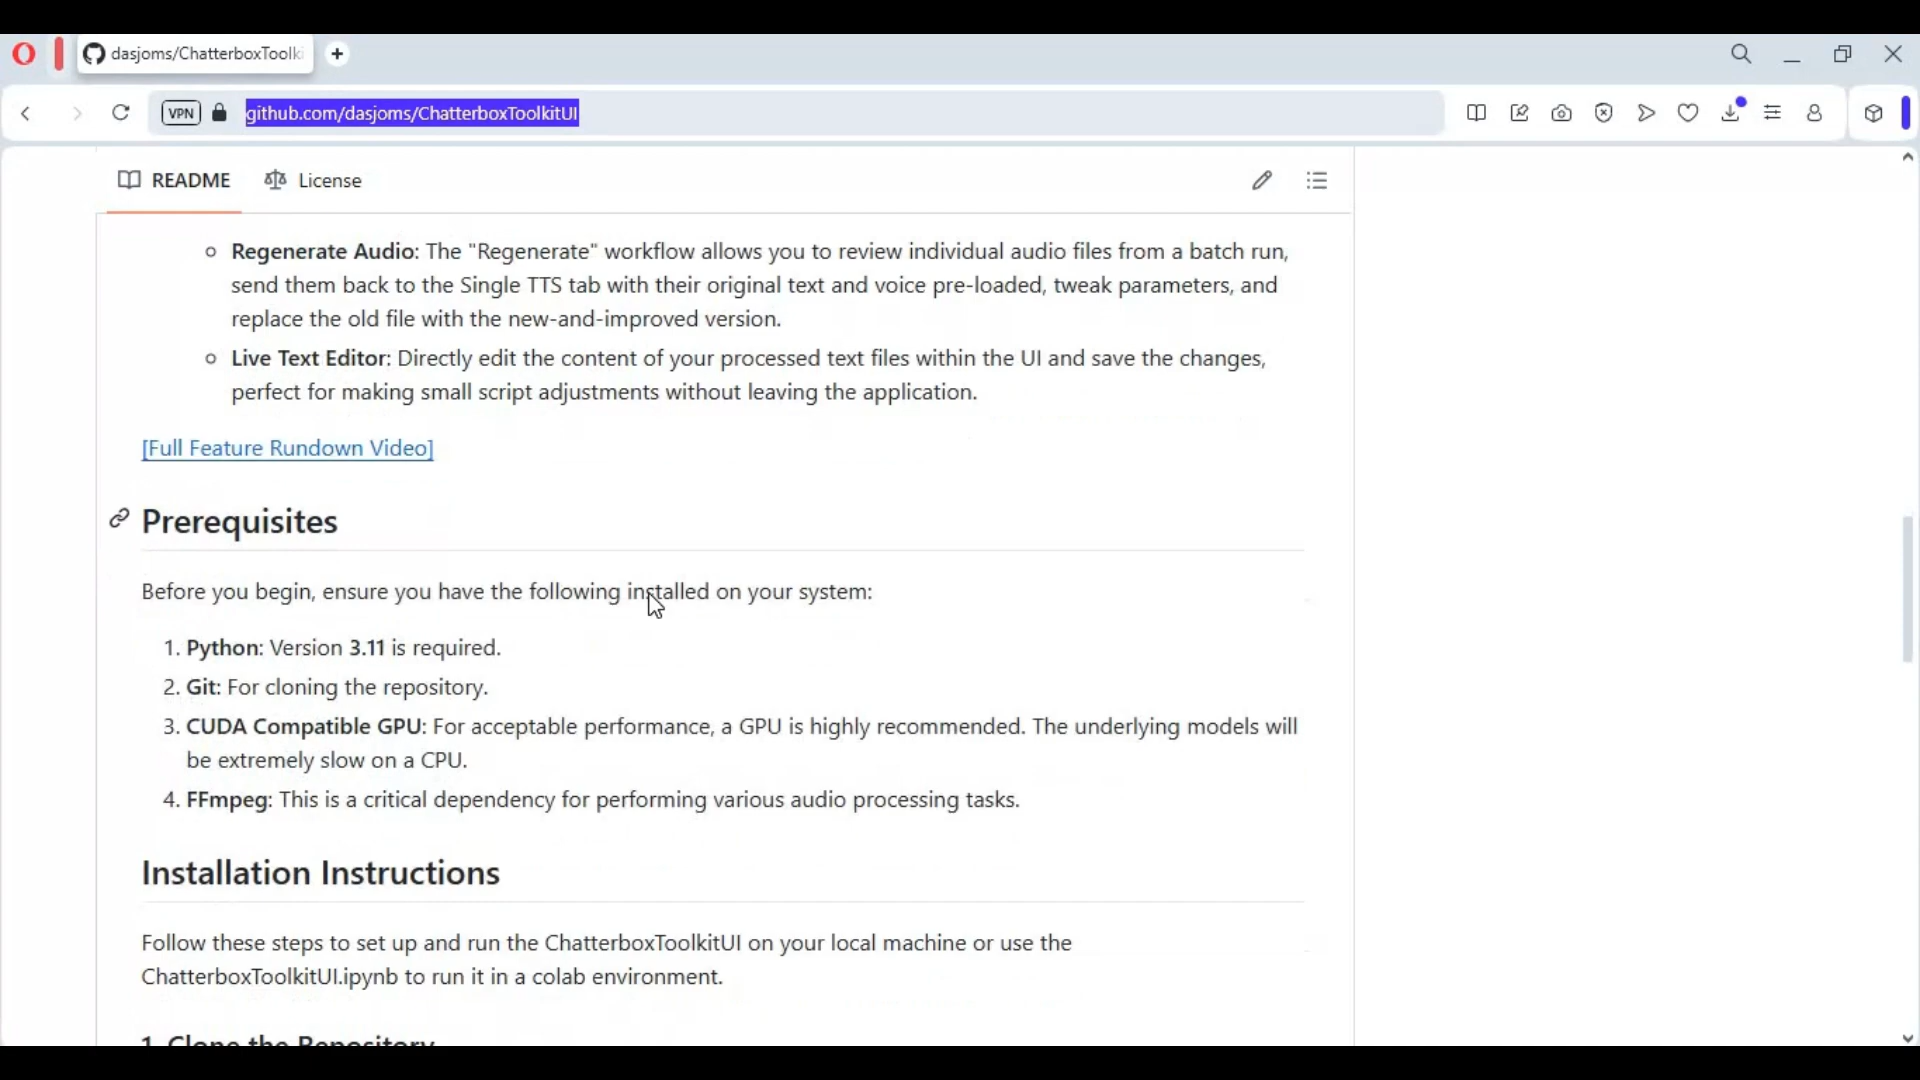 dasjoms/ChatterboxToolki
VPN
github.com/dasjoms/ChatterboxToolkitUI
README
License
Regenerate Audio: The "Regenerate" workflow allows you to review individual audio files from a batch run,
send them back to the Single TTS tab with their original text and voice pre-loaded, tweak parameters, and
replace the old file with the new-and-improved version.
Live Text Editor: Directly edit the content of your processed text files within the UI and save the changes,
perfect for making small script adjustments without leaving the application.
[Full Feature Rundown Video]
Prerequisites
Before you begin, ensure you have the following installed on your system:
1. Python: Version 3.11 is required.
2. Git: For cloning the repository.
3. CUDA Compatible GPU: For acceptable performance, a GPU is highly recommended. The underlying models will
be extremely slow on a CPU.
4. FFmpeg: This is a critical dependency for performing various audio processing tasks.
Installation Instructions
Follow these steps to set up and run the ChatterboxToolkitUI on your local machine or use the
ChatterboxToolkitUI.ipynb to run it in a colab environment.
1. Clone the Repository